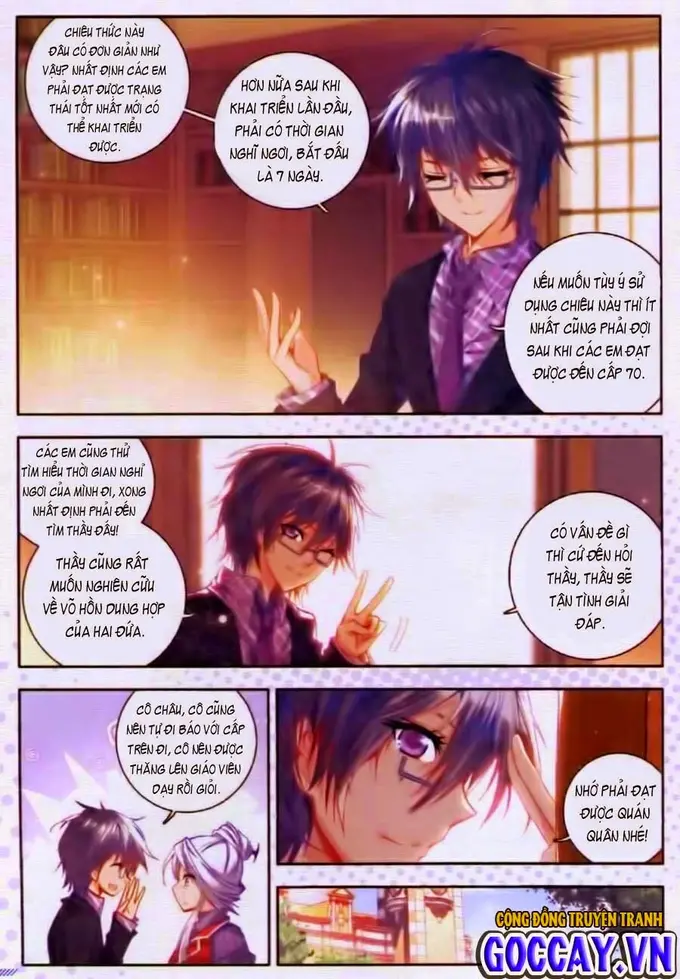 CHIÊU THỨC NÀY
ĐÂU CÓ ĐƠN GIẢN NHƯ
VẬY? NHẤT ĐỊNH CÁC EM
PHẢI ĐẠT ĐƯỢC TRẠNG
THÁI TỐT NHẤT MỚI CÓ
THỂ KHAI TRIỂN
ĐƯỢC.
HƠN NỮA SAU KHI
KHAI TRIỂN LẦN ĐẦU,
PHẢI CÓ THỜI GIAN
NGHĨ NGƠI, BẮT ĐẦU
LÀ 7 NGÀY.
NẾU MUỐN TÙY Ý SỬ
DỤNG CHIÊU NÀY THÌ ÍT
NHẤT CŨNG PHẢI ĐỢI
SAU KHI CÁC EM ĐẠT
ĐƯỢC ĐẾN CẤP 70.
CÁC EM CŨNG THỬ
TÌM HIỂU THỜI GIAN NGHỈ
NGƠI CỦA MÌNH ĐI, XONG
NHẤT ĐỊNH PHẢI ĐẾN
TÌM THẦY ĐẤY!
THẦY CŨNG RẤT
MUỐN NGHIÊN CỨU
VỀ VÕ HỒN DUNG HỢP
CỦA HAI ĐỨA.
CÓ VẤN ĐỀ GÌ
THÌ CỨ ĐẾN HỎI
THẦY, THẦY SẼ
TẬN TÌNH GIẢI
ĐÁP.
CÔ CHÂU, CÔ CŨNG
NÊN TỰ ĐI BÁO VỚI CẤP
TRÊN ĐI, CÔ NÊN ĐƯỢC
THĂNG LÊN GIÁO VIÊN
DẠY RỒI GIỎI.
NHỚ PHẢI ĐẠT
ĐƯỢC QUÁN
QUÂN NHÉ!
CỘNG ĐỒNG TRUYỆN TRANH
GOCCAY.VN